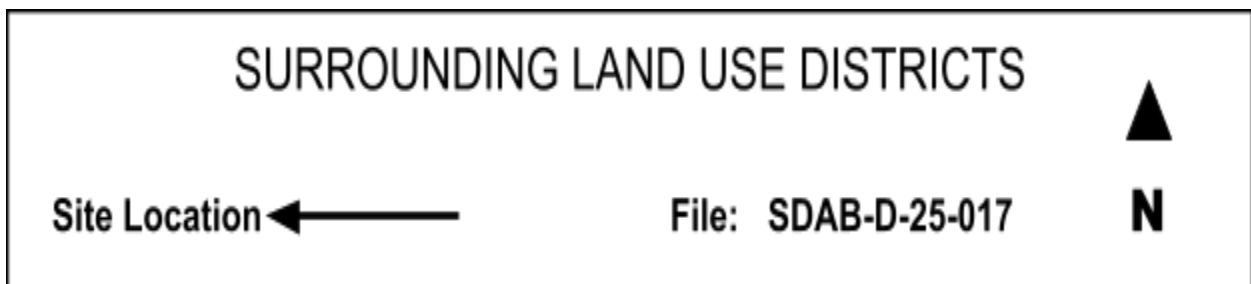 SURROUNDING LAND USE DISTRICTS
Site Location
File: SDAB-D-25-017
N